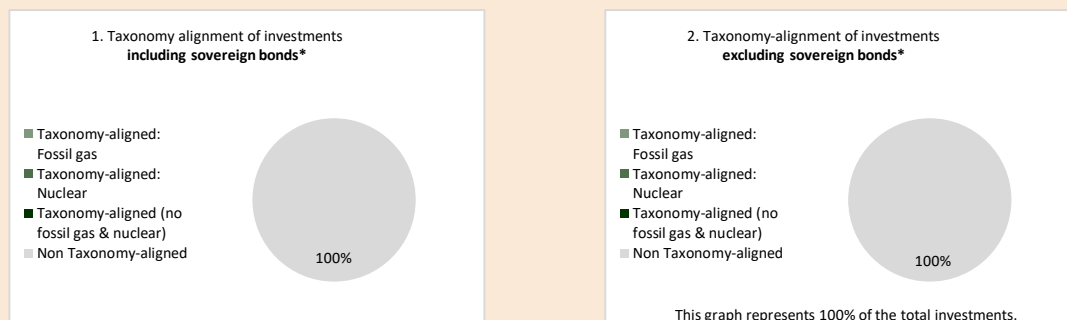 1. Taxonomy alignment of investments
including sovereign bonds*
Taxonomy-aligned:
Fossil gas
Taxonomy-aligned:
Nuclear
Taxonomy-aligned (no
fossil gas & nuclear)
Non Taxonomy-aligned
100%
2. Taxonomy-alignment of investments
excluding sovereign bonds*
Taxonomy-aligned:
Fossil gas
Taxonomy-aligned:
Nuclear
Taxonomy-aligned (no
fossil gas & nuclear)
Non Taxonomy-aligned
100%
This graph represents 100% of the total investments.